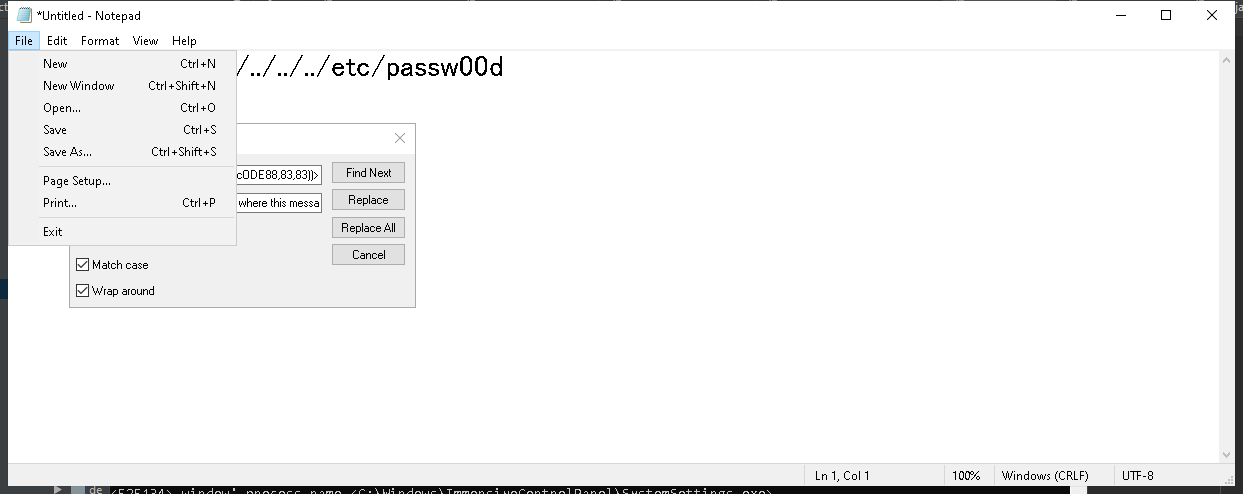 *Untitled - Notepad
File Edit Format View Help
New Ctrl+N
New Window Ctrl+Shift+N
Open... Ctrl+O
Save Ctrl+S
Save As... Ctrl+Shift+S
Page Setup...
Print... Ctrl+P
Exit
/../../../etc/passw00d
cODE88,83,83))>
Find Next
where this messa
Replace
Replace All
Cancel
Match case
Wrap around
Ln 1, Col 1 100% Windows (CRLF) UTF-8
window' process name <C:\Windows\ImmersiveControlPanel\SystemSettings.exe>